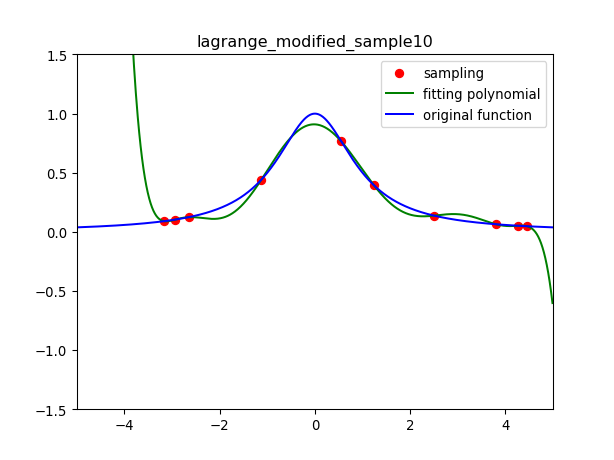 lagrange_modified_sample10
sampling
fitting polynomial
original function
1.5
1.0
0.5
0.0
−0.5
−1.0
−1.5
−4 −2 0 2 4